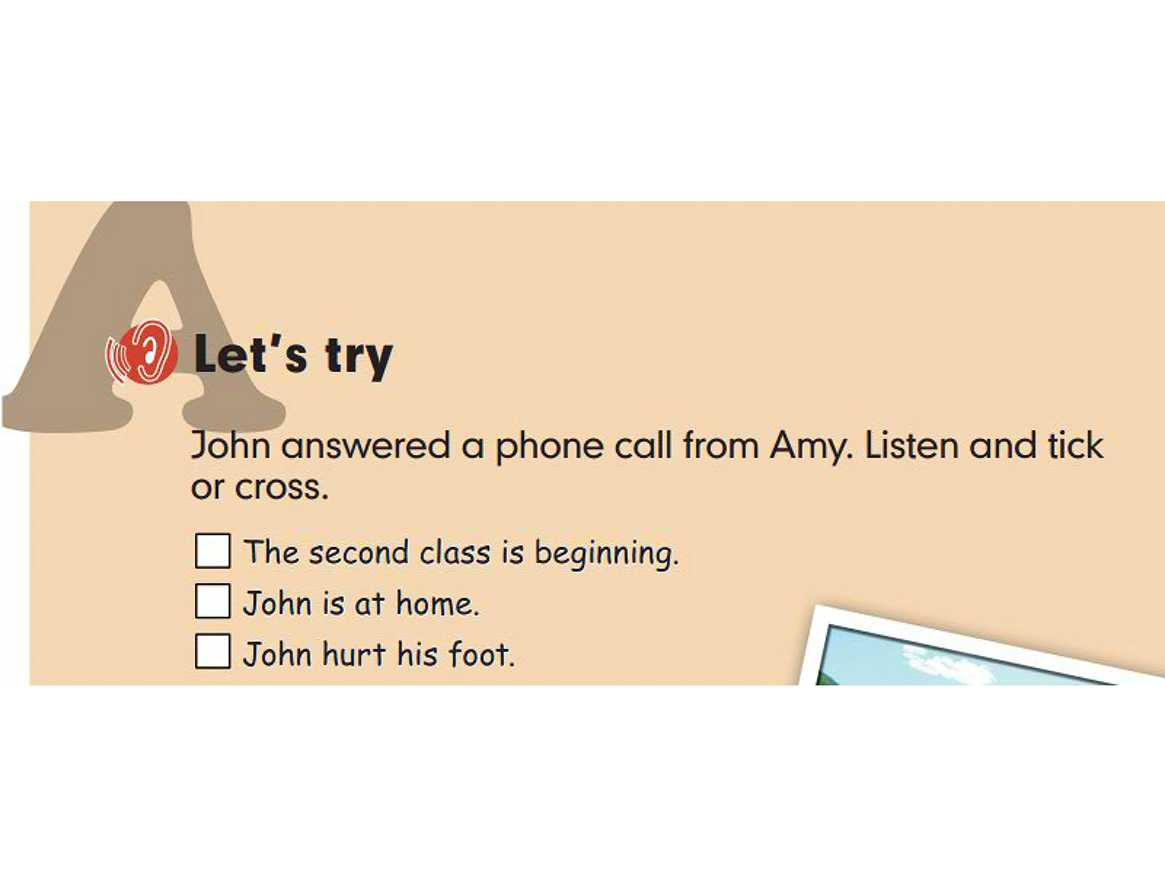 A
Let's try
John answered a phone call from Amy. Listen and tick
or cross.
The second class is beginning.
John is at home.
John hurt his foot.